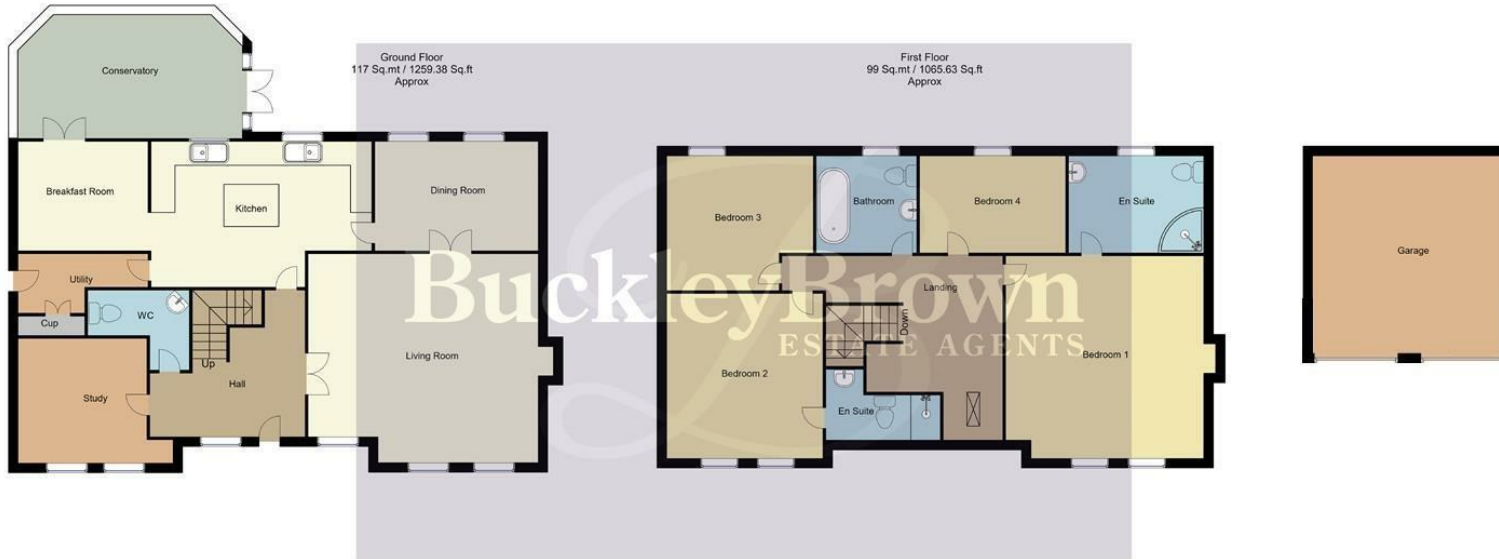 Ground Floor
117 Sq.mt / 1259.38 Sq.ft
Approx
First Floor
99 Sq.mt / 1065.63 Sq.ft
Approx
Conservatory
Breakfast Room
Kitchen
Dining Room
Utility
Cup
WC
Up
Hall
Study
Living Room
Bedroom 3
Bathroom
Bedroom 4
En Suite
Landing
Down
Bedroom 2
En Suite
Bedroom 1
Garage
BuckleyBrown
ESTATE AGENTS